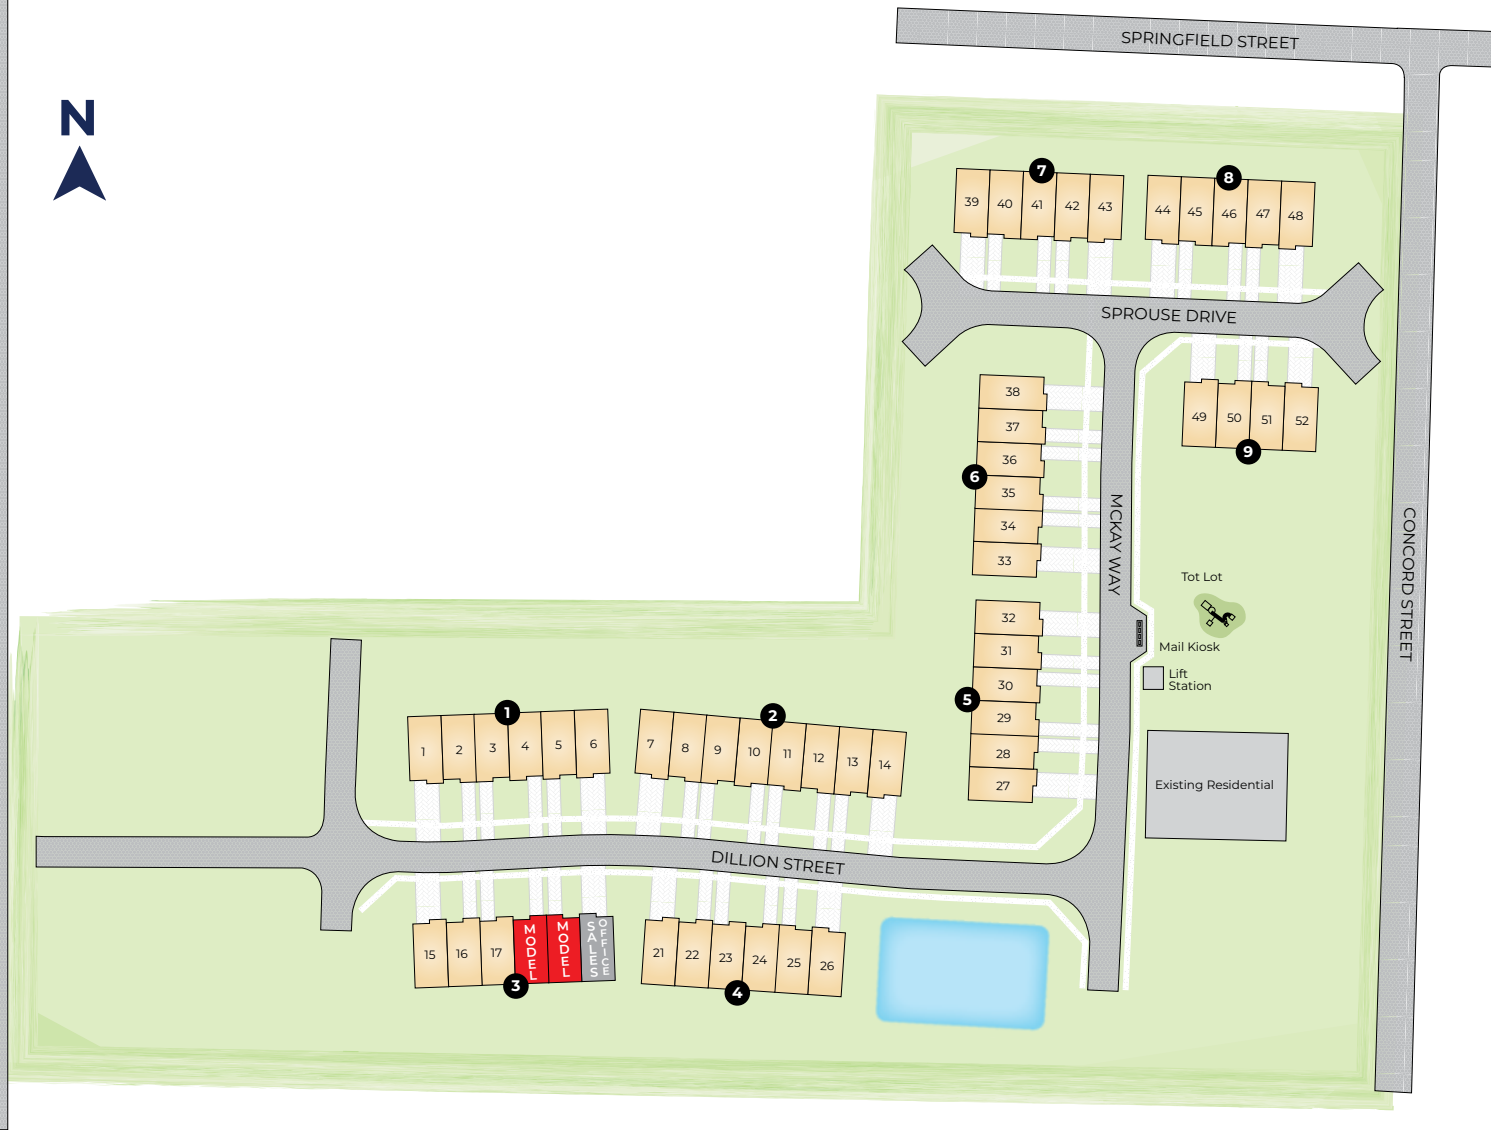 SPRINGFIELD STREET
N
7
8
39 40 41 42 43
44 45 46 47 48
SPROUSE DRIVE
38
37
36
6
35
34
33
49 50 51 52
9
MCKAY WAY
CONCORD STREET
Tot Lot
Mail Kiosk
Lift
Station
32
31
30
5
29
28
27
Existing Residential
1
2
1 2 3 4 5 6
7 8 9 10 11 12 13 14
DILLION STREET
15 16 17 MODEL MODEL SALES OFFICE
3
21 22 23 24 25 26
4